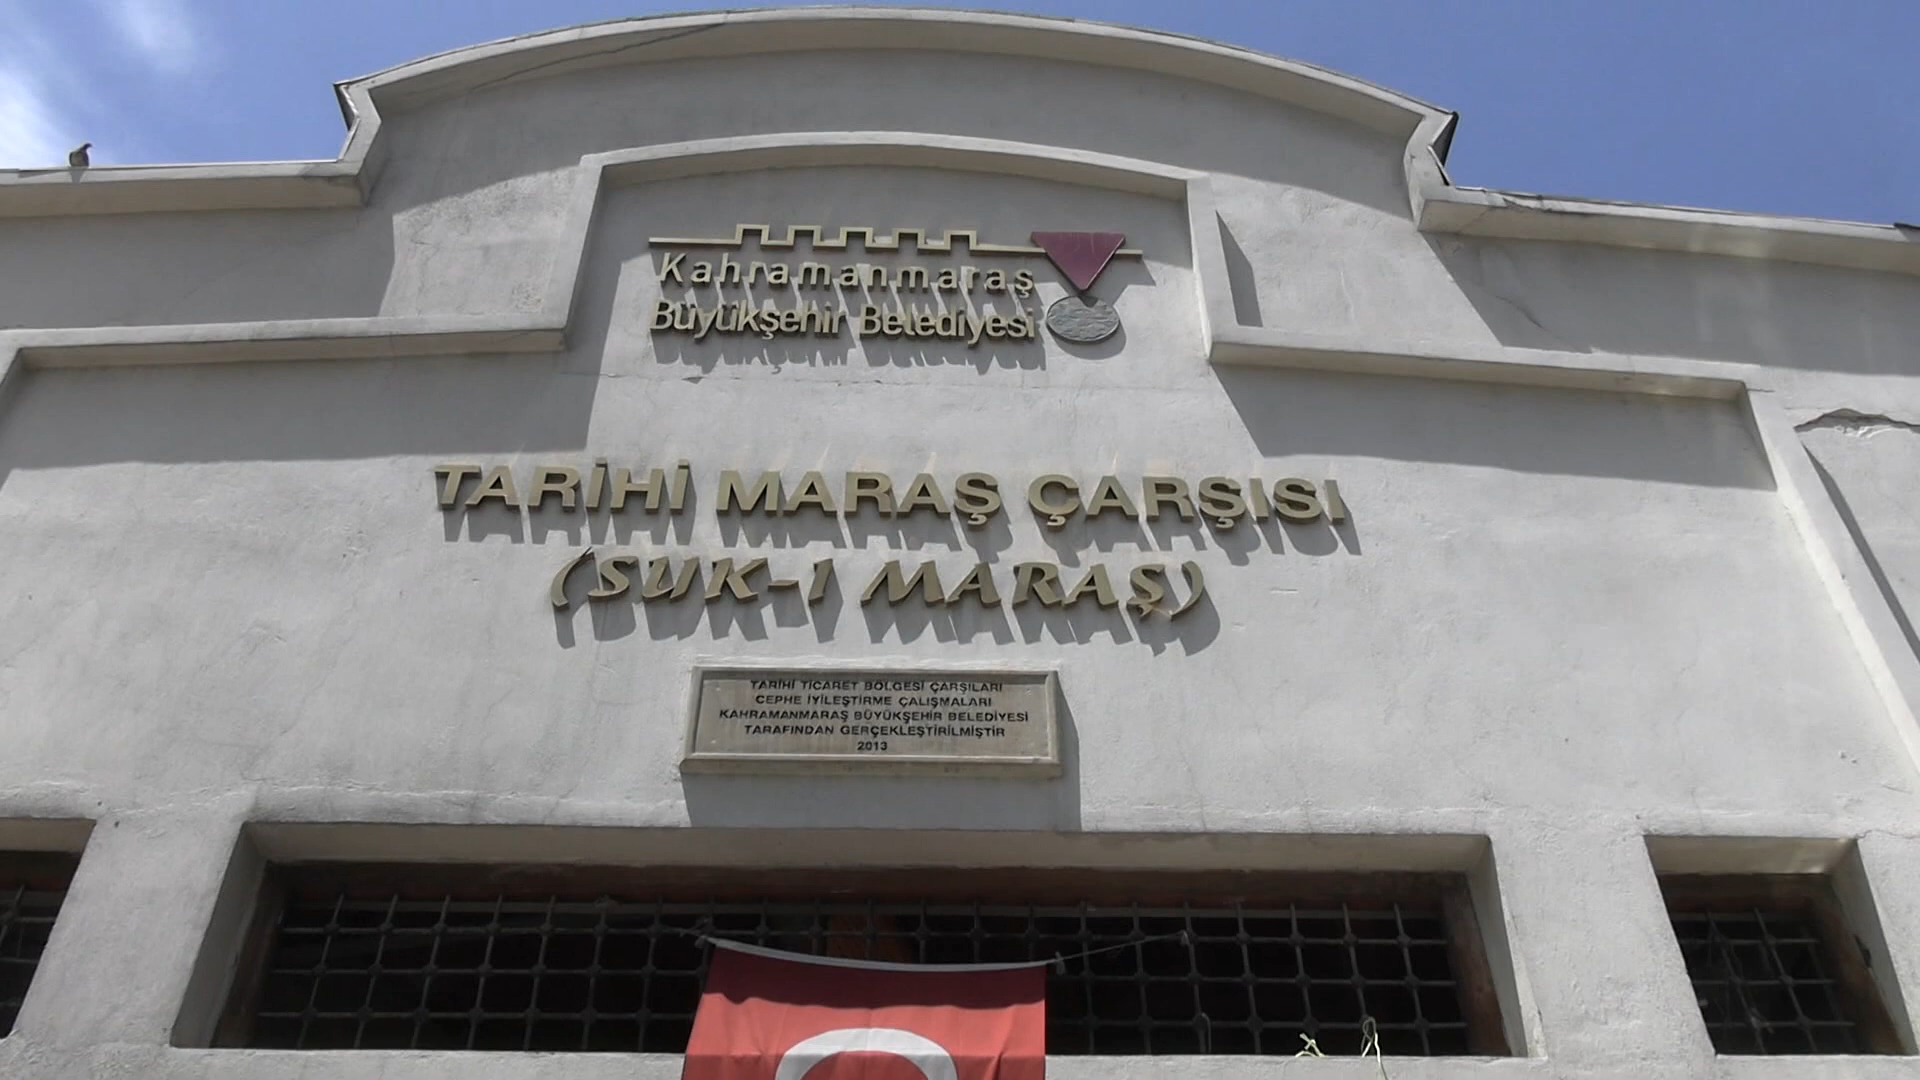 Kahramanmaraş
Büyükşehir Belediyesi
TARİHİ MARAŞ ÇARŞISI
(SUK-I MARAŞ)
TARİHİ TİCARET BÖLGESİ ÇARŞILARI
CEPHE İYİLEŞTİRME ÇALIŞMALARI
KAHRAMANMARAŞ BÜYÜKŞEHİR BELEDİYESİ
TARAFINDAN GERÇEKLEŞTİRİLMİŞTİR
2013